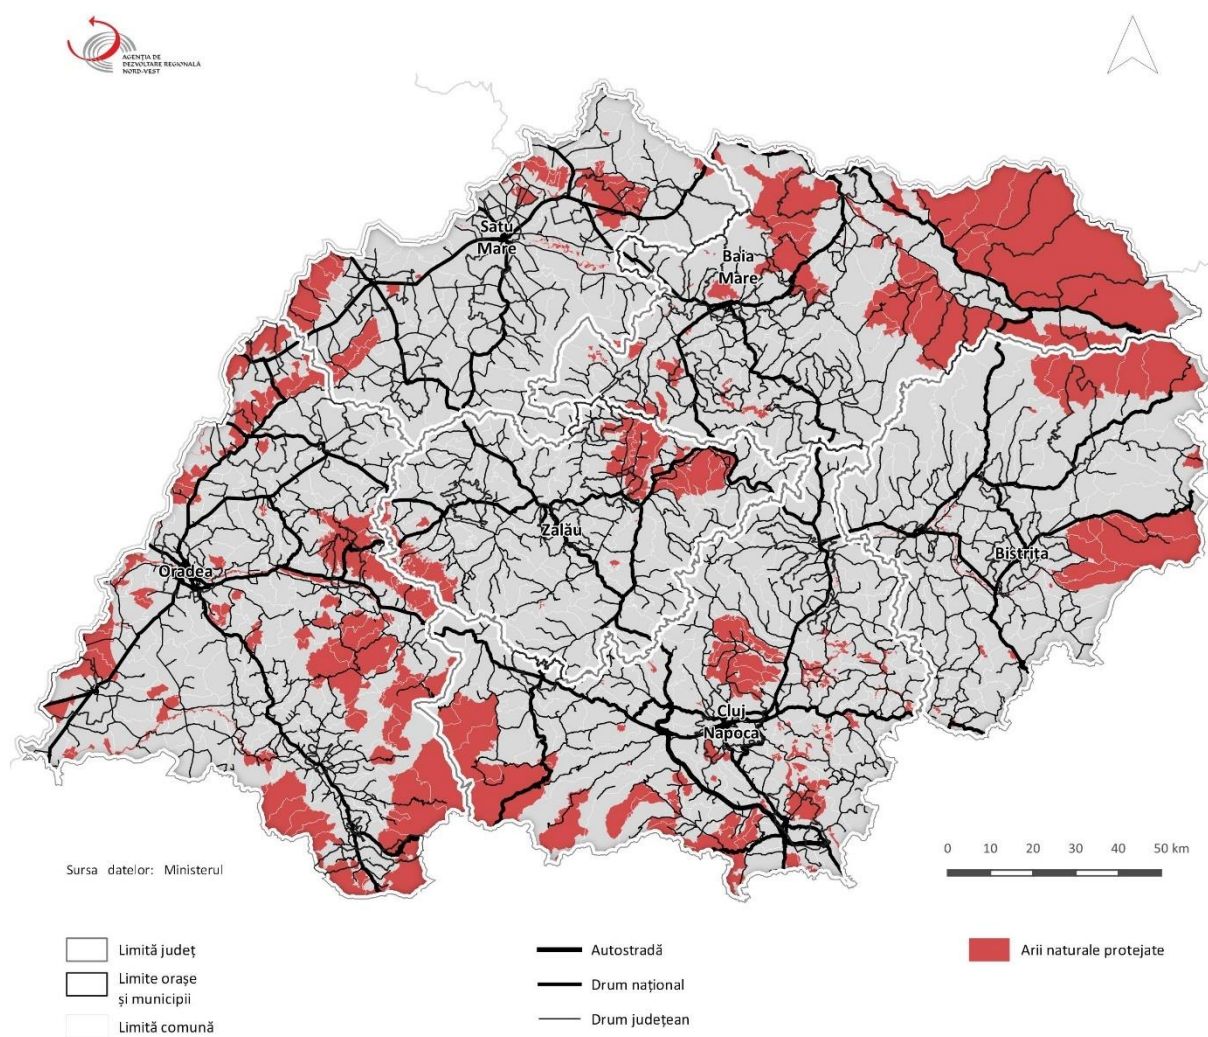 AGENȚIA DE
DEZVOLTARE REGIONALĂ
NORD-VEST
Satu
Mare
Baia
Mare
Zalău
Bistrița
Oradea
Cluj
Napoca
Sursa datelor: Ministerul
0 10 20 30 40 50 km
Limită județ
Limite orașe
și municipii
Limită comună
Autostradă
Drum național
Drum județean
Arii naturale protejate